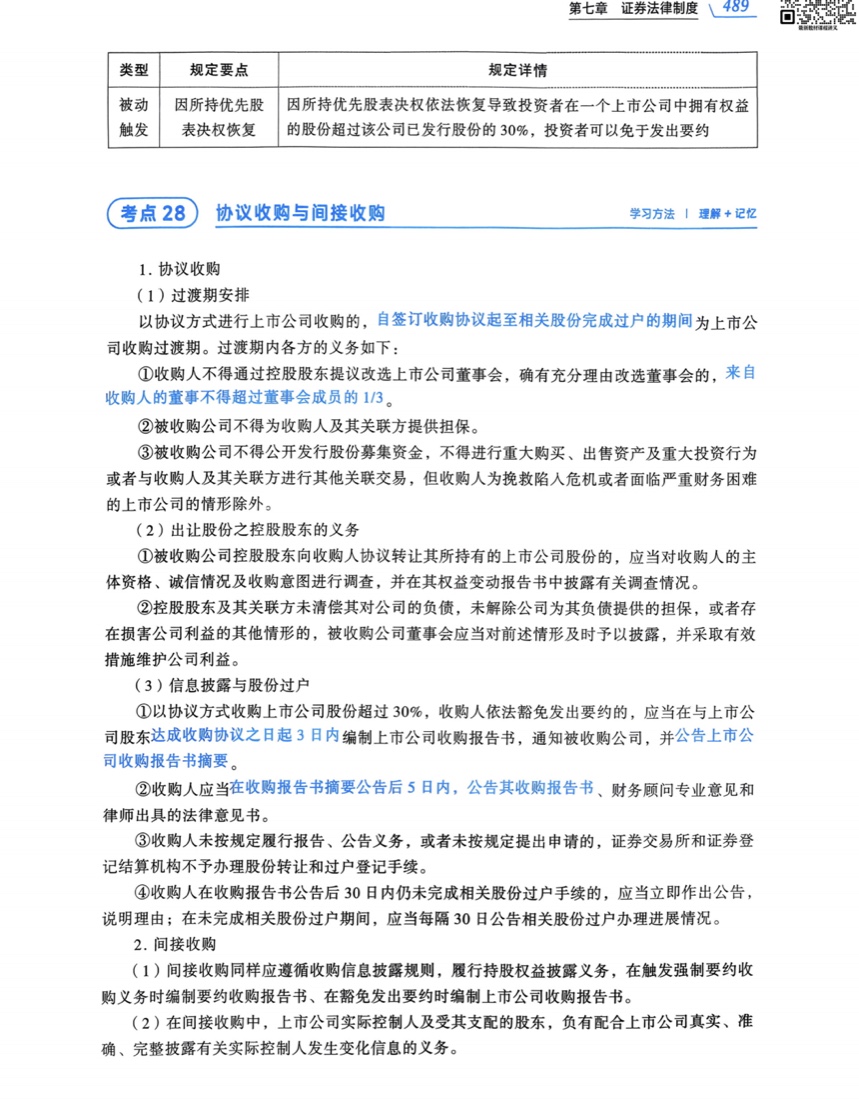 第七章 证券法律制度 489
类型 规定要点 规定详情
被动触发 因所持优先股表决权恢复 因所持优先股表决权依法恢复导致投资者在一个上市公司中拥有权益的股份超过该公司已发行股份的 30%，投资者可以免于发出要约
考点 28 协议收购与间接收购 学习方法 | 理解 + 记忆
1. 协议收购
（1）过渡期安排
以协议方式进行上市公司收购的，自签订收购协议起至相关股份完成过户的期间为上市公
司收购过渡期。过渡期内各方的义务如下：
①收购人不得通过控股股东提议改选上市公司董事会，确有充分理由改选董事会的，来自
收购人的董事不得超过董事会成员的 1/3。
②被收购公司不得为收购人及其关联方提供担保。
③被收购公司不得公开发行股份募集资金，不得进行重大购买、出售资产及重大投资行为
或者与收购人及其关联方进行其他关联交易，但收购人为挽救陷入危机或者面临严重财务困难
的上市公司的情形除外。
（2）出让股份之控股股东的义务
①被收购公司控股股东向收购人协议转让其所持有的上市公司股份的，应当对收购人的主
体资格、诚信情况及收购意图进行调查，并在其权益变动报告书中披露有关调查情况。
②控股股东及其关联方未清偿其对公司的负债，未解除公司为其负债提供的担保，或者存
在损害公司利益的其他情形的，被收购公司董事会应当对前述情形及时予以披露，并采取有效
措施维护公司利益。
（3）信息披露与股份过户
①以协议方式收购上市公司股份超过 30%，收购人依法豁免发出要约的，应当在与上市公
司股东达成收购协议之日起 3 日内编制上市公司收购报告书，通知被收购公司，并公告上市公
司收购报告书摘要。
②收购人应当在收购报告书摘要公告后 5 日内，公告其收购报告书、财务顾问专业意见和
律师出具的法律意见书。
③收购人未按规定履行报告、公告义务，或者未按规定提出申请的，证券交易所和证券登
记结算机构不予办理股份转让和过户登记手续。
④收购人在收购报告书公告后 30 日内仍未完成相关股份过户手续的，应当立即作出公告，
说明理由；在未完成相关股份过户期间，应当每隔 30 日公告相关股份过户办理进展情况。
2. 间接收购
（1）间接收购同样应遵循收购信息披露规则，履行持股权益披露义务，在触发强制要约收
购义务时编制要约收购报告书、在豁免发出要约时编制上市公司收购报告书。
（2）在间接收购中，上市公司实际控制人及受其支配的股东，负有配合上市公司真实、准
确、完整披露有关实际控制人发生变化信息的义务。